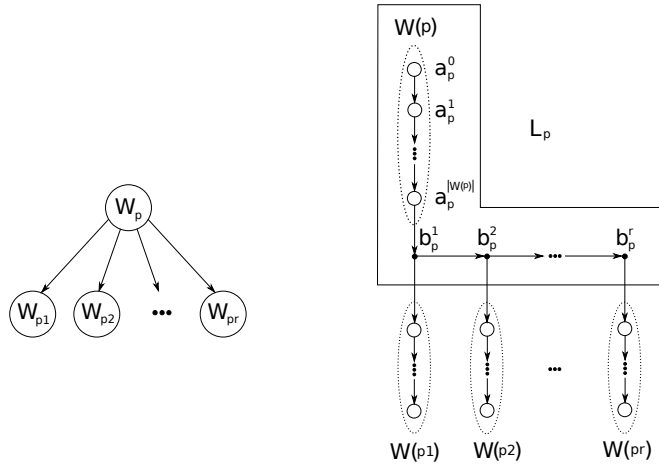 W(p)
a_p^0
a_p^1
L_p
a_p^|W(p)|
W_p
b_p^1 b_p^2 ••• b_p^r
W_p1 W_p2 ••• W_pr
•••
W(p1) W(p2) W(pr)